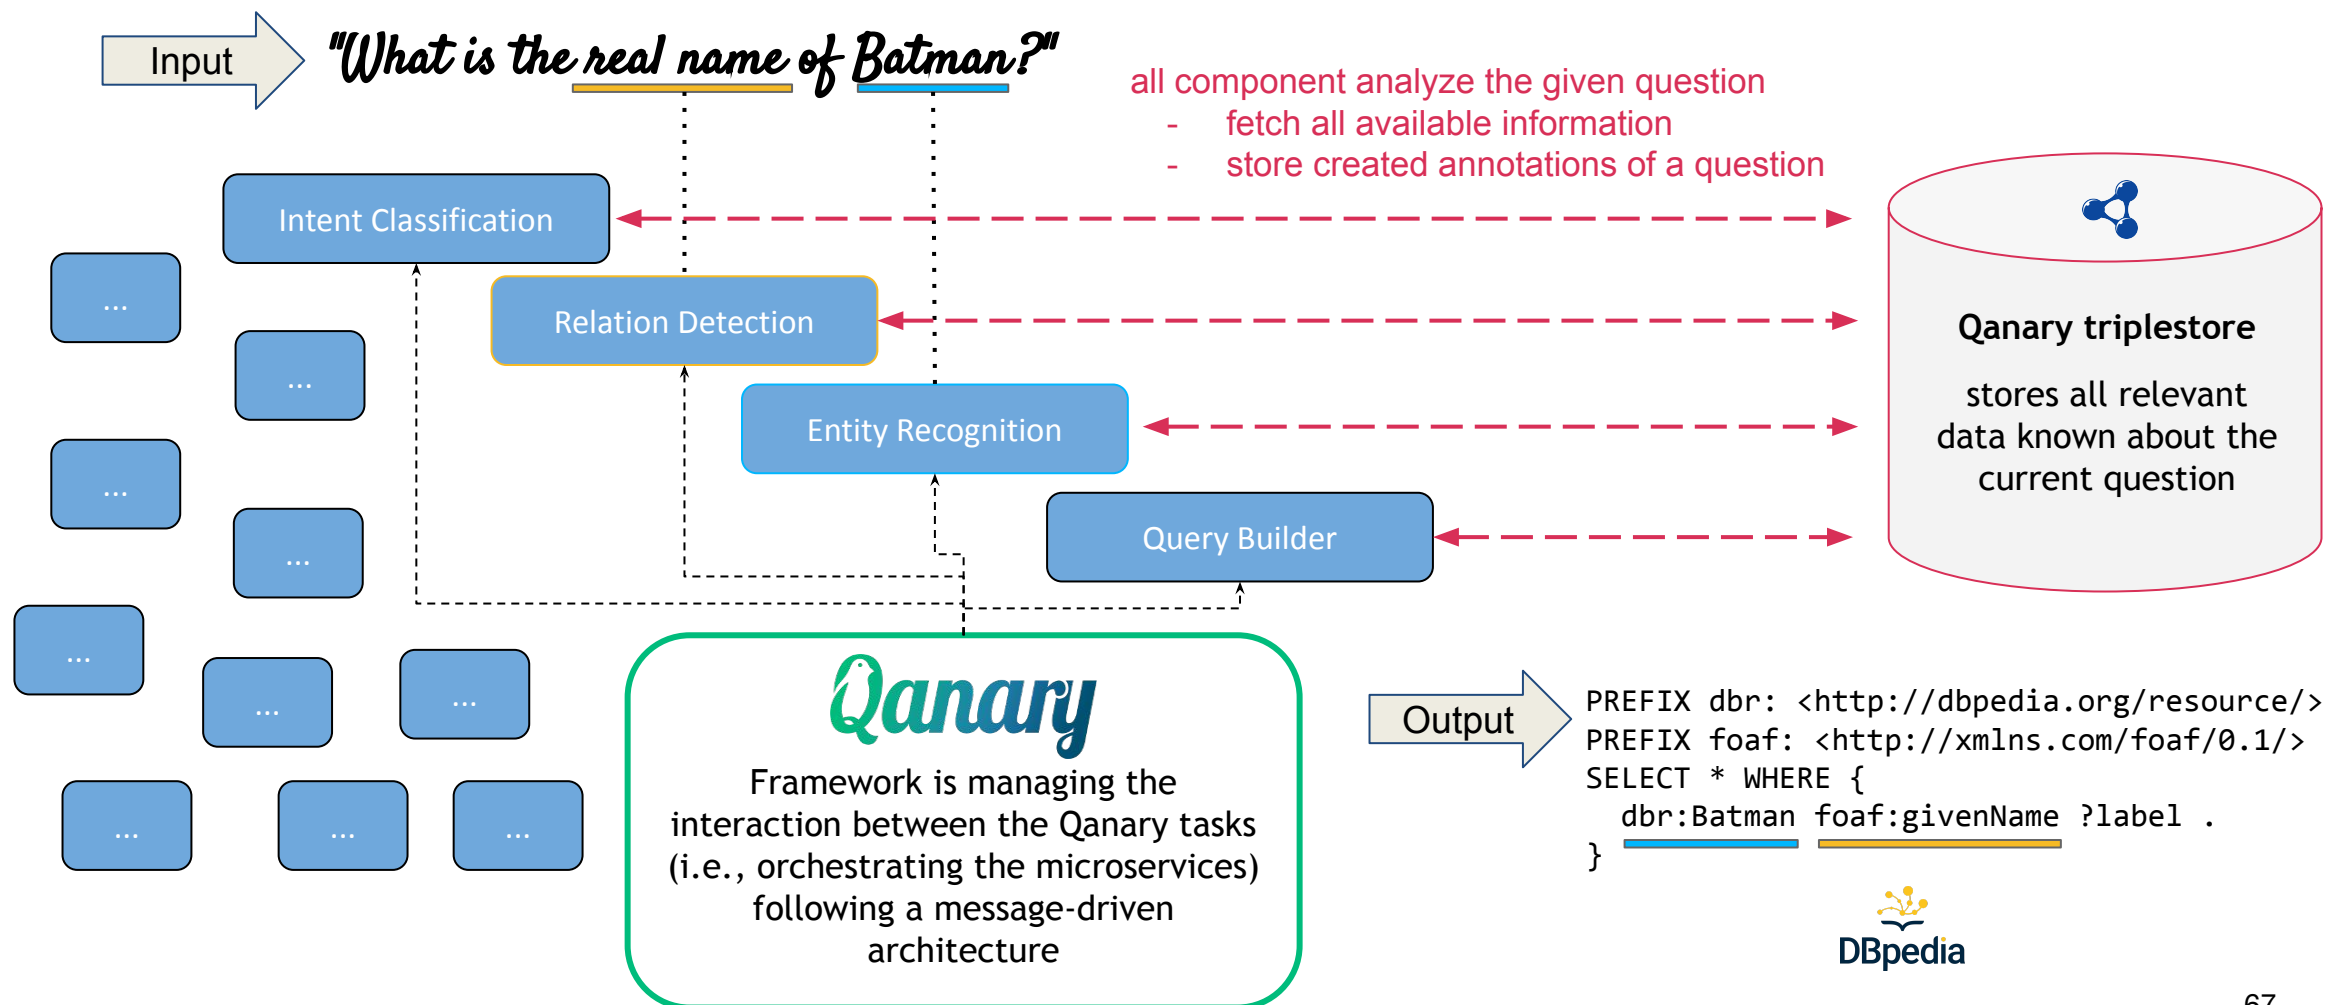 Input
"What is the real name of Batman?"
all component analyze the given question
- fetch all available information
- store created annotations of a question
Intent Classification
...
Relation Detection
...
Entity Recognition
...
Query Builder
...
...
...
...
...
...
...
Qanary triplestore
stores all relevant
data known about the
current question
Qanary
Framework is managing the
interaction between the Qanary tasks
(i.e., orchestrating the microservices)
following a message-driven
architecture
Output
PREFIX dbr: <http://dbpedia.org/resource/>
PREFIX foaf: <http://xmlns.com/foaf/0.1/>
SELECT * WHERE {
dbr:Batman foaf:givenName ?label .
}
DBpedia
67